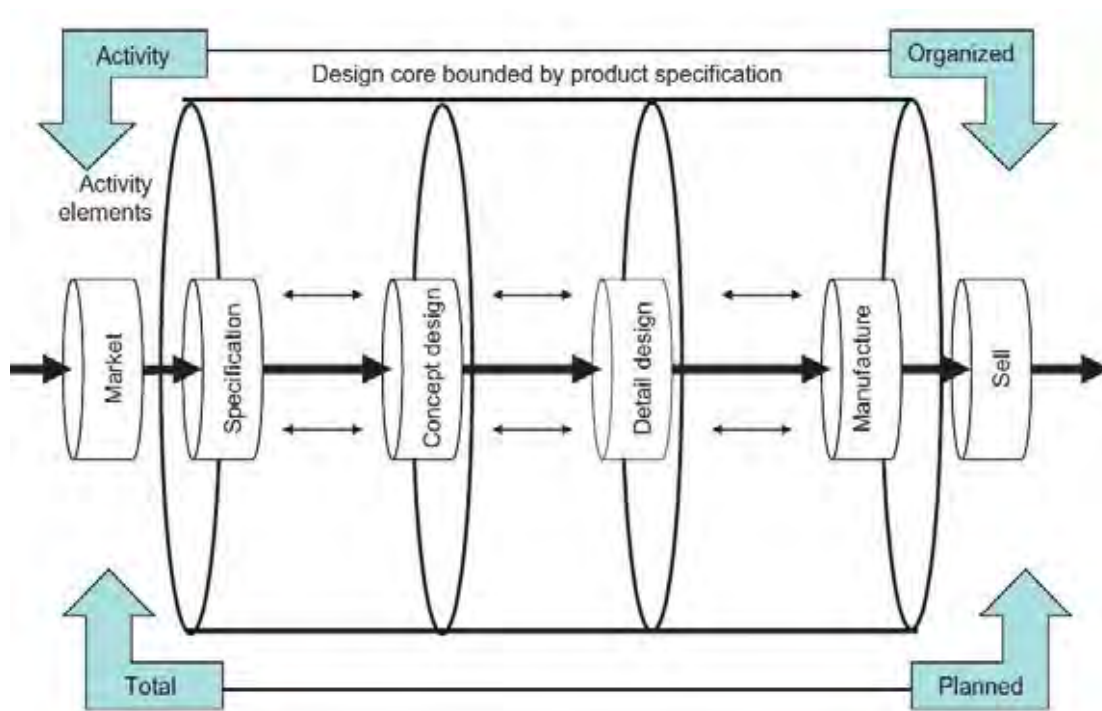 Activity
Organized
Design core bounded by product specification
Activity
elements
Market
Specification
Concept design
Detail design
Manufacture
Sell
Total
Planned